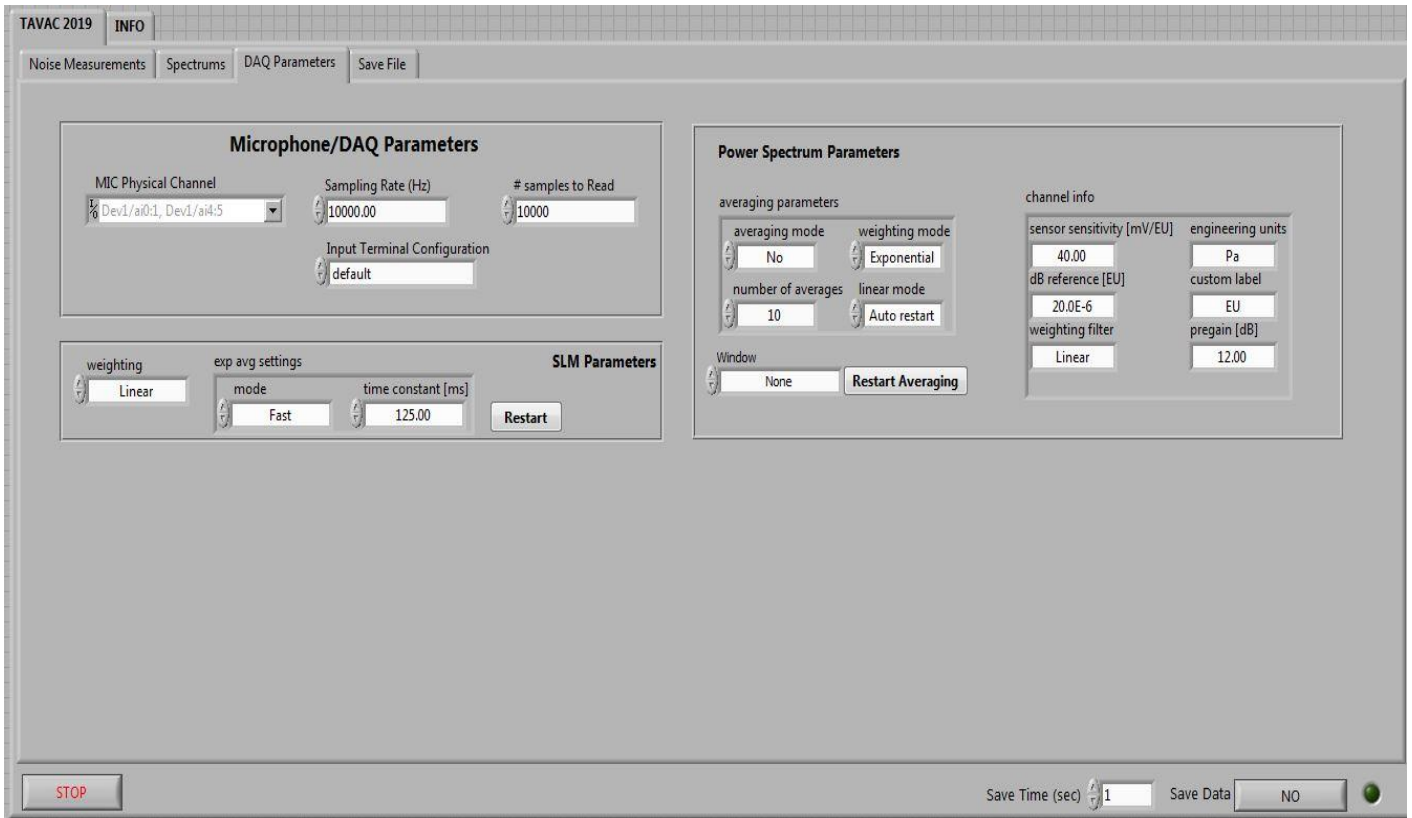 TAVAC 2019 INFO
Noise Measurements Spectrums DAQ Parameters Save File
Microphone/DAQ Parameters
MIC Physical Channel Sampling Rate (Hz) # samples to Read
I/O Dev1/ai0:1, Dev1/ai4:5 10000.00 10000
Input Terminal Configuration
default
weighting exp avg settings SLM Parameters
mode time constant [ms]
Linear Fast 125.00 Restart
Power Spectrum Parameters
averaging parameters
averaging mode weighting mode
No Exponential
number of averages linear mode
10 Auto restart
Window
None Restart Averaging
channel info
sensor sensitivity [mV/EU] engineering units
40.00 Pa
dB reference [EU] custom label
20.0E-6 EU
weighting filter pregain [dB]
Linear 12.00
STOP Save Time (sec) 1 Save Data NO